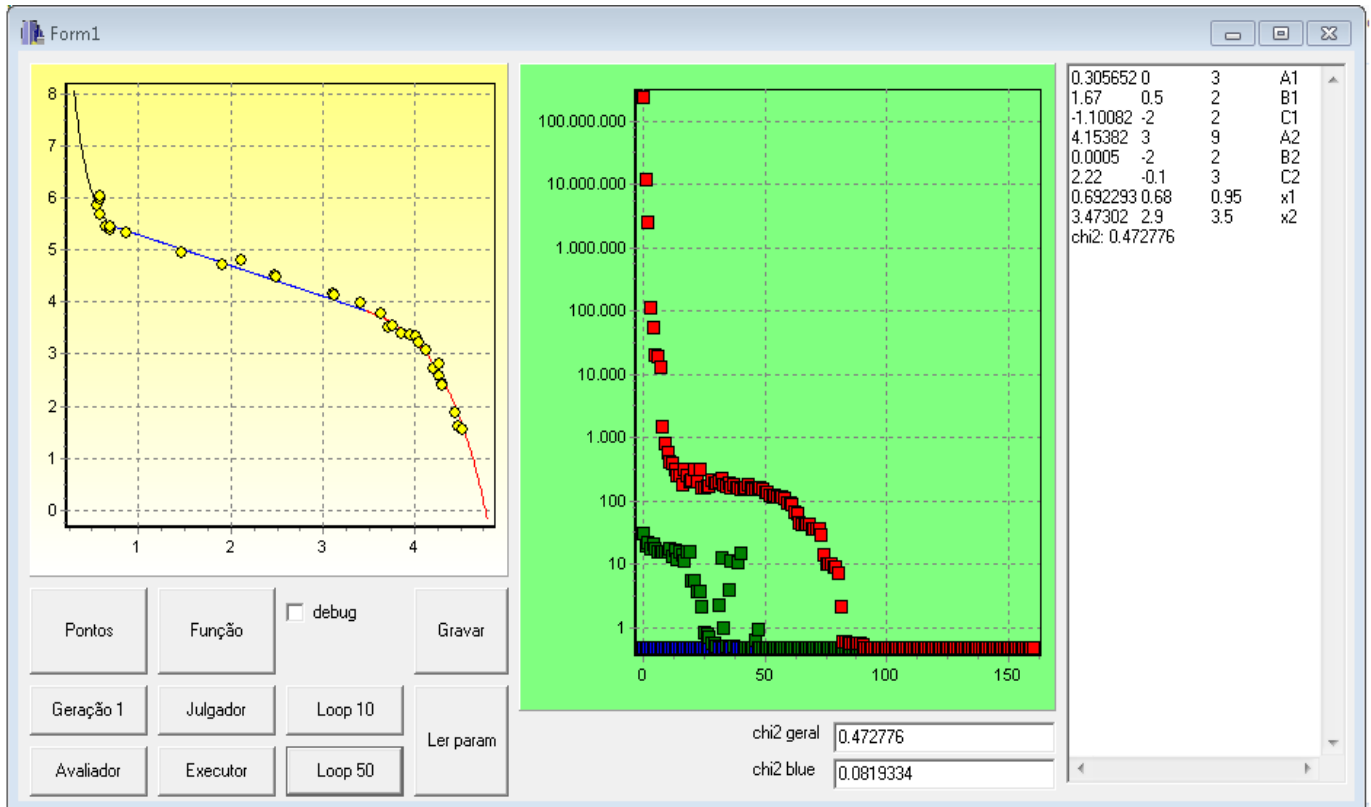 Form1
8
7
6
5
4
3
2
1
0
1 2 3 4
100.000.000
10.000.000
1.000.000
100.000
10.000
1.000
100
10
1
0 50 100 150
0.305652 0 3 A1
1.67 0.5 2 B1
-1.10082 -2 2 C1
4.15382 3 9 A2
0.0005 -2 2 B2
2.22 -0.1 3 C2
0.692293 0.68 0.95 x1
3.47302 2.9 3.5 x2
chi2: 0.472776
Pontos
Função
debug
Gravar
Geração 1
Julgador
Loop 10
Ler param
Avaliador
Executor
Loop 50
chi2 geral 0.472776
chi2 blue 0.0819334